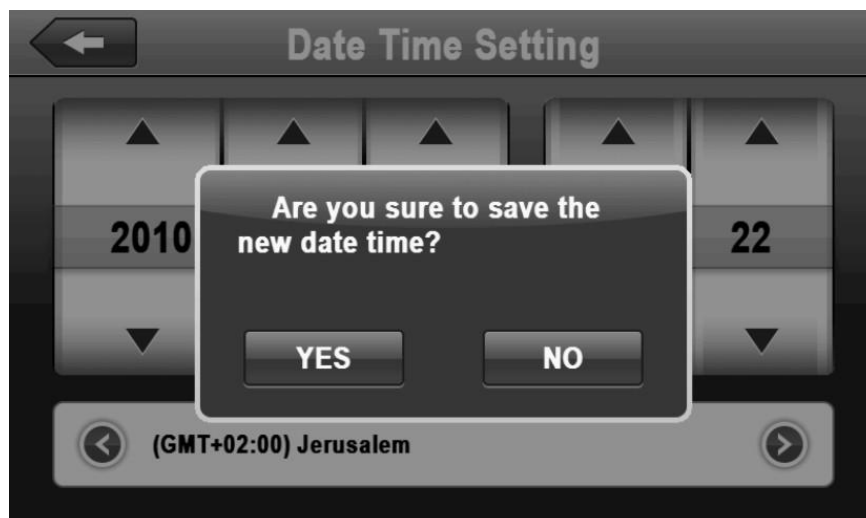 Date Time Setting
Are you sure to save the
new date time?
2010
22
YES NO
(GMT+02:00) Jerusalem